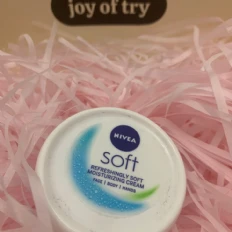 joy of try
NIVEA
soft
REFRESHINGLY SOFT
MOISTURIZING CREAM
FACE | BODY | HANDS